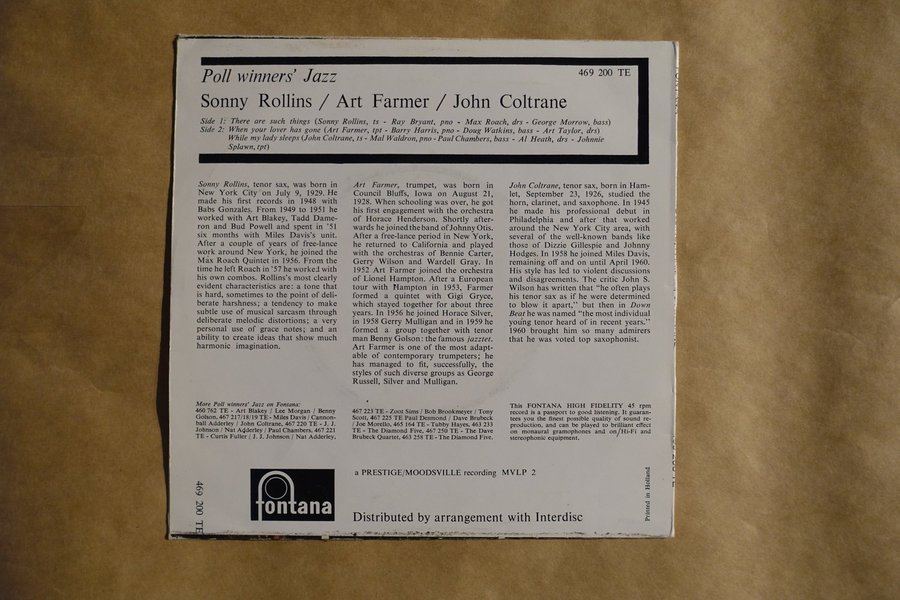 Poll winners' Jazz
469 200 TE
Sonny Rollins / Art Farmer / John Coltrane
Side 1: There are such things (Sonny Rollins, ts - Ray Bryant, pno - Max Roach, drs - George Morrow, bass)
Side 2: When your lover has gone (Art Farmer, tpt - Barry Harris, pno - Doug Watkins, bass - Art Taylor, drs)
While my lady sleeps (John Coltrane, ts - Mal Waldron, pno - Paul Chambers, bass - Al Heath, drs - Johnnie
Splawn, tpt)
Sonny Rollins, tenor sax, was born in
New York City on July 9, 1929. He
made his first records in 1948 with
Babs Gonzales. From 1949 to 1951 he
worked with Art Blakey, Tadd Dame-
ron and Bud Powell and spent in '51
six months with Miles Davis's unit.
After a couple of years of free-lance
work around New York, he joined the
Max Roach Quintet in 1956. From the
time he left Roach in '57 he worked with
his own combos. Rollins's most clearly
evident characteristics are: a tone that
is hard, sometimes to the point of deli-
berate harshness; a tendency to make
subtle use of musical sarcasm through
deliberate melodic distortions; a very
personal use of grace notes; and an
ability to create ideas that show much
harmonic imagination.
Art Farmer, trumpet, was born in
Council Bluffs, Iowa on August 21,
1928. When schooling was over, he got
his first engagement with the orchestra
of Horace Henderson. Shortly after-
wards he joined the band of Johnny Otis.
After a free-lance period in New York,
he returned to California and played
with the orchestras of Bennie Carter,
Gerry Wilson and Wardell Gray. In
1952 Art Farmer joined the orchestra
of Lionel Hampton. After a European
tour with Hampton in 1953, Farmer
formed a quintet with Gigi Gryce,
which stayed together for about three
years. In 1956 he joined Horace Silver,
in 1958 Gerry Mulligan and in 1959 he
formed a group together with tenor
man Benny Golson: the famous jazztet.
Art Farmer is one of the most adapt-
able of contemporary trumpeters; he
has managed to fit, successfully, the
styles of such diverse groups as George
Russell, Silver and Mulligan.
John Coltrane, tenor sax, born in Ham-
let, September 23, 1926, studied the
horn, clarinet, and saxophone. In 1945
he made his professional debut in
Philadelphia and after that worked
around the New York City area, with
several of the well-known bands like
those of Dizzie Gillespie and Johnny
Hodges. In 1958 he joined Miles Davis,
remaining off and on until April 1960.
His style has led to violent discussions
and disagreements. The critic John S.
Wilson has written that "he often plays
his tenor sax as if he were determined
to blow it apart," but then in Down
Beat he was named "the most individual
young tenor heard in recent years."
1960 brought him so many admirers
that he was voted top saxophonist.
More Poll winners' Jazz on Fontana:
460 762 TE - Art Blakey / Lee Morgan / Benny
Golson, 467 217/18/19 TE - Miles Davis / Cannon-
ball Adderley / John Coltrane, 467 220 TE - J. J.
Johnson / Nat Adderley / Paul Chambers, 467 221
TE - Curtis Fuller / J. J. Johnson / Nat Adderley,
467 223 TE - Zoot Sims / Bob Brookmeyer / Tony
Scott, 467 225 TE Paul Desmond / Dave Brubeck
/ Joe Morello, 465 164 TE - Tubby Hayes, 463 233
TE - The Diamond Five, 467 250 TE - The Dave
Brubeck Quartet, 463 258 TE - The Diamond Five.
This FONTANA HIGH FIDELITY 45 rpm
record is a passport to good listening. It guaran-
tees you the finest possible quality of sound re-
production, and can be played to brilliant effect
on monaural gramophones and on Hi-Fi and
stereophonic equipment.
469 200 TE
fontana
a PRESTIGE/MOODSVILLE recording MVLP 2
Distributed by arrangement with Interdisc
Printed in Holland